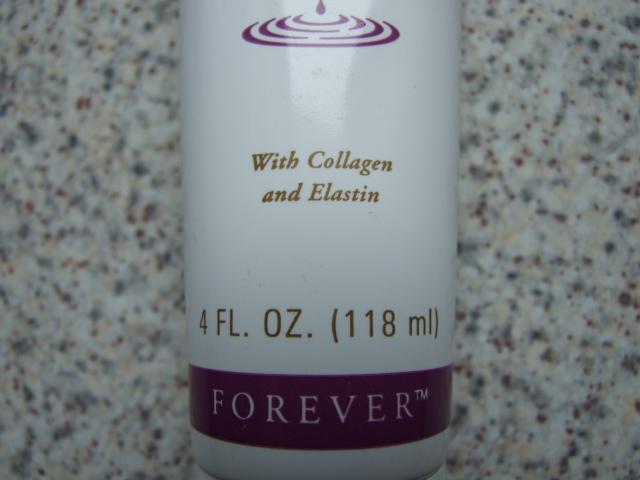 With Collagen
and Elastin
4 FL. OZ. (118 ml)
FOREVER™